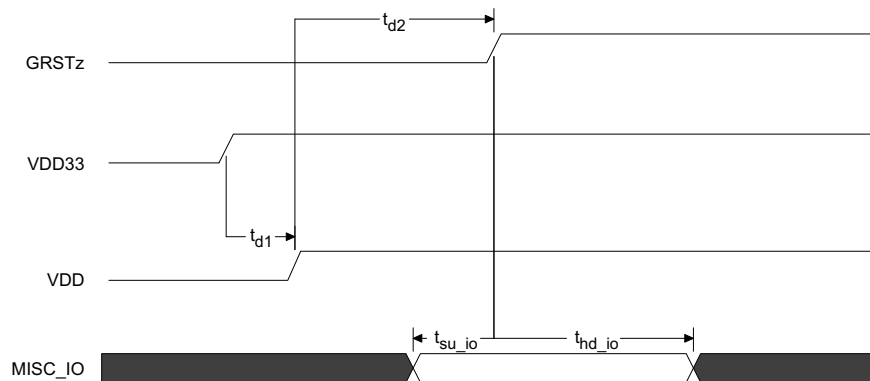 t_d2
GRSTz
VDD33
t_d1
VDD
t_su_io t_hd_io
MISC_IO